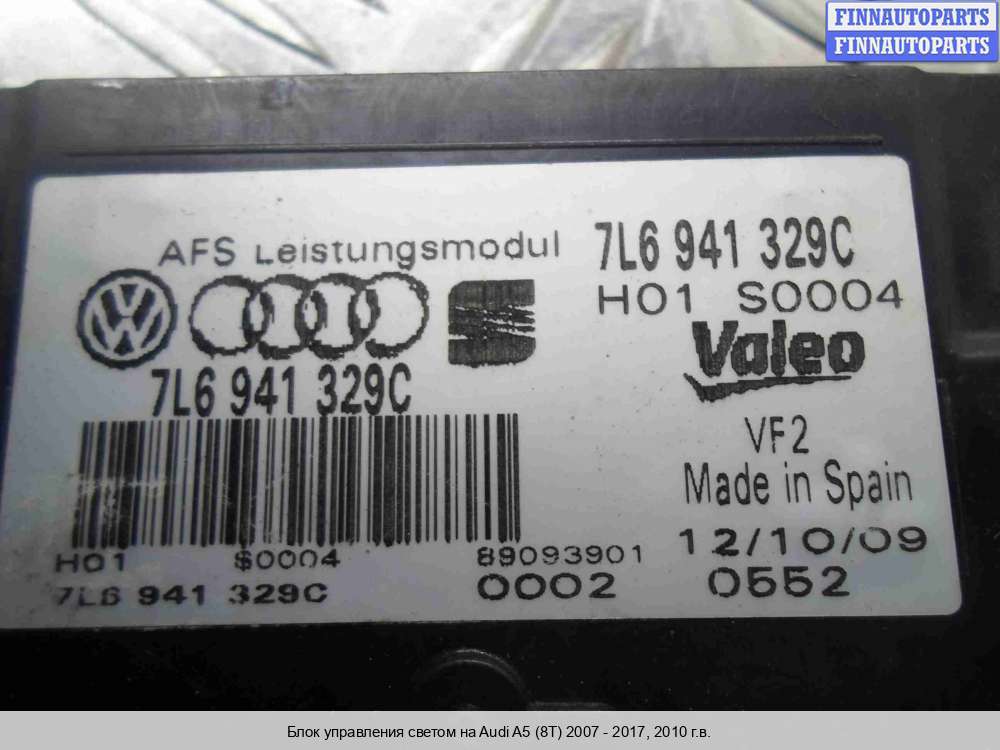 FINNAUTOPARTS
FINNAUTOPARTS
AFS Leistungsmodul
7L6 941 329C
H01 S0004
Valeo
7L6 941 329C
VF2
Made in Spain
12/10/09
H01 S0004 89093901
7L6 941 329C 0002 0552
Блок управления светом на Audi A5 (8T) 2007 - 2017, 2010 г.в.